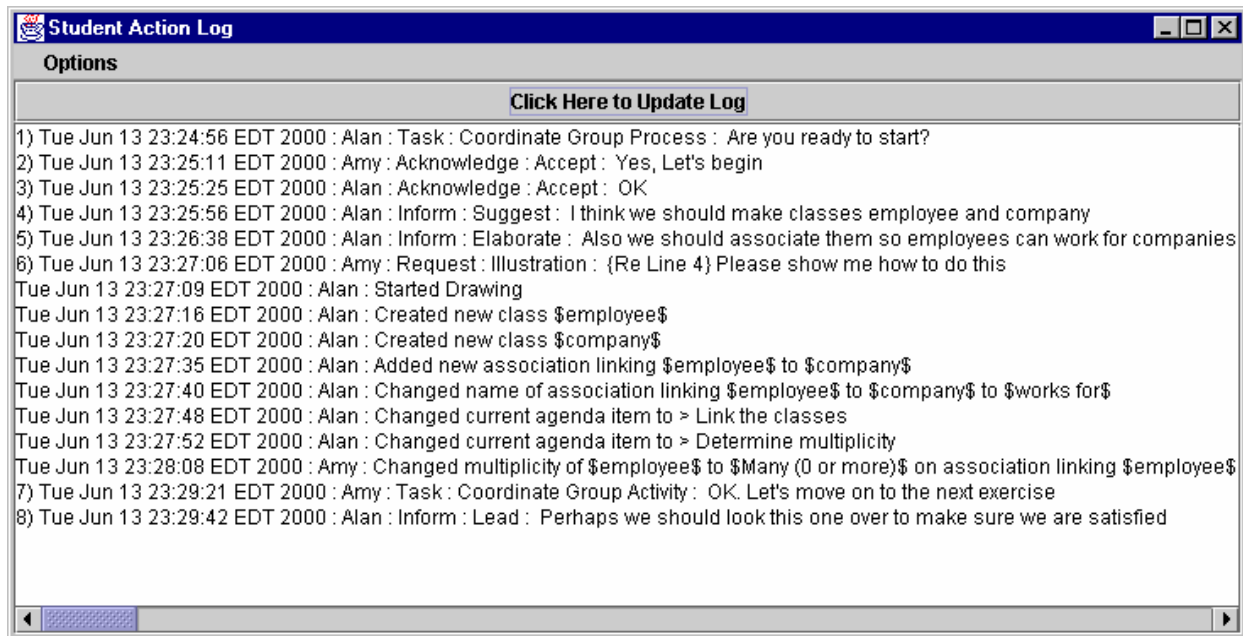 Student Action Log
Options
Click Here to Update Log
1) Tue Jun 13 23:24:56 EDT 2000 : Alan : Task : Coordinate Group Process :  Are you ready to start?
2) Tue Jun 13 23:25:11 EDT 2000 : Amy : Acknowledge : Accept :  Yes, Let's begin
3) Tue Jun 13 23:25:25 EDT 2000 : Alan : Acknowledge : Accept :  OK
4) Tue Jun 13 23:25:56 EDT 2000 : Alan : Inform : Suggest :  I think we should make classes employee and company
5) Tue Jun 13 23:26:38 EDT 2000 : Alan : Inform : Elaborate :  Also we should associate them so employees can work for companies
6) Tue Jun 13 23:27:06 EDT 2000 : Amy : Request : Illustration :  {Re Line 4} Please show me how to do this
Tue Jun 13 23:27:09 EDT 2000 : Alan : Started Drawing
Tue Jun 13 23:27:16 EDT 2000 : Alan : Created new class $employee$
Tue Jun 13 23:27:20 EDT 2000 : Alan : Created new class $company$
Tue Jun 13 23:27:35 EDT 2000 : Alan : Added new association linking $employee$ to $company$
Tue Jun 13 23:27:40 EDT 2000 : Alan : Changed name of association linking $employee$ to $company$ to $works for$
Tue Jun 13 23:27:48 EDT 2000 : Alan : Changed current agenda item to > Link the classes
Tue Jun 13 23:27:52 EDT 2000 : Alan : Changed current agenda item to > Determine multiplicity
Tue Jun 13 23:28:08 EDT 2000 : Amy : Changed multiplicity of $employee$ to $Many (0 or more)$ on association linking $employee$
7) Tue Jun 13 23:29:21 EDT 2000 : Amy : Task : Coordinate Group Activity :  OK. Let's move on to the next exercise
8) Tue Jun 13 23:29:42 EDT 2000 : Alan : Inform : Lead :  Perhaps we should look this one over to make sure we are satisfied